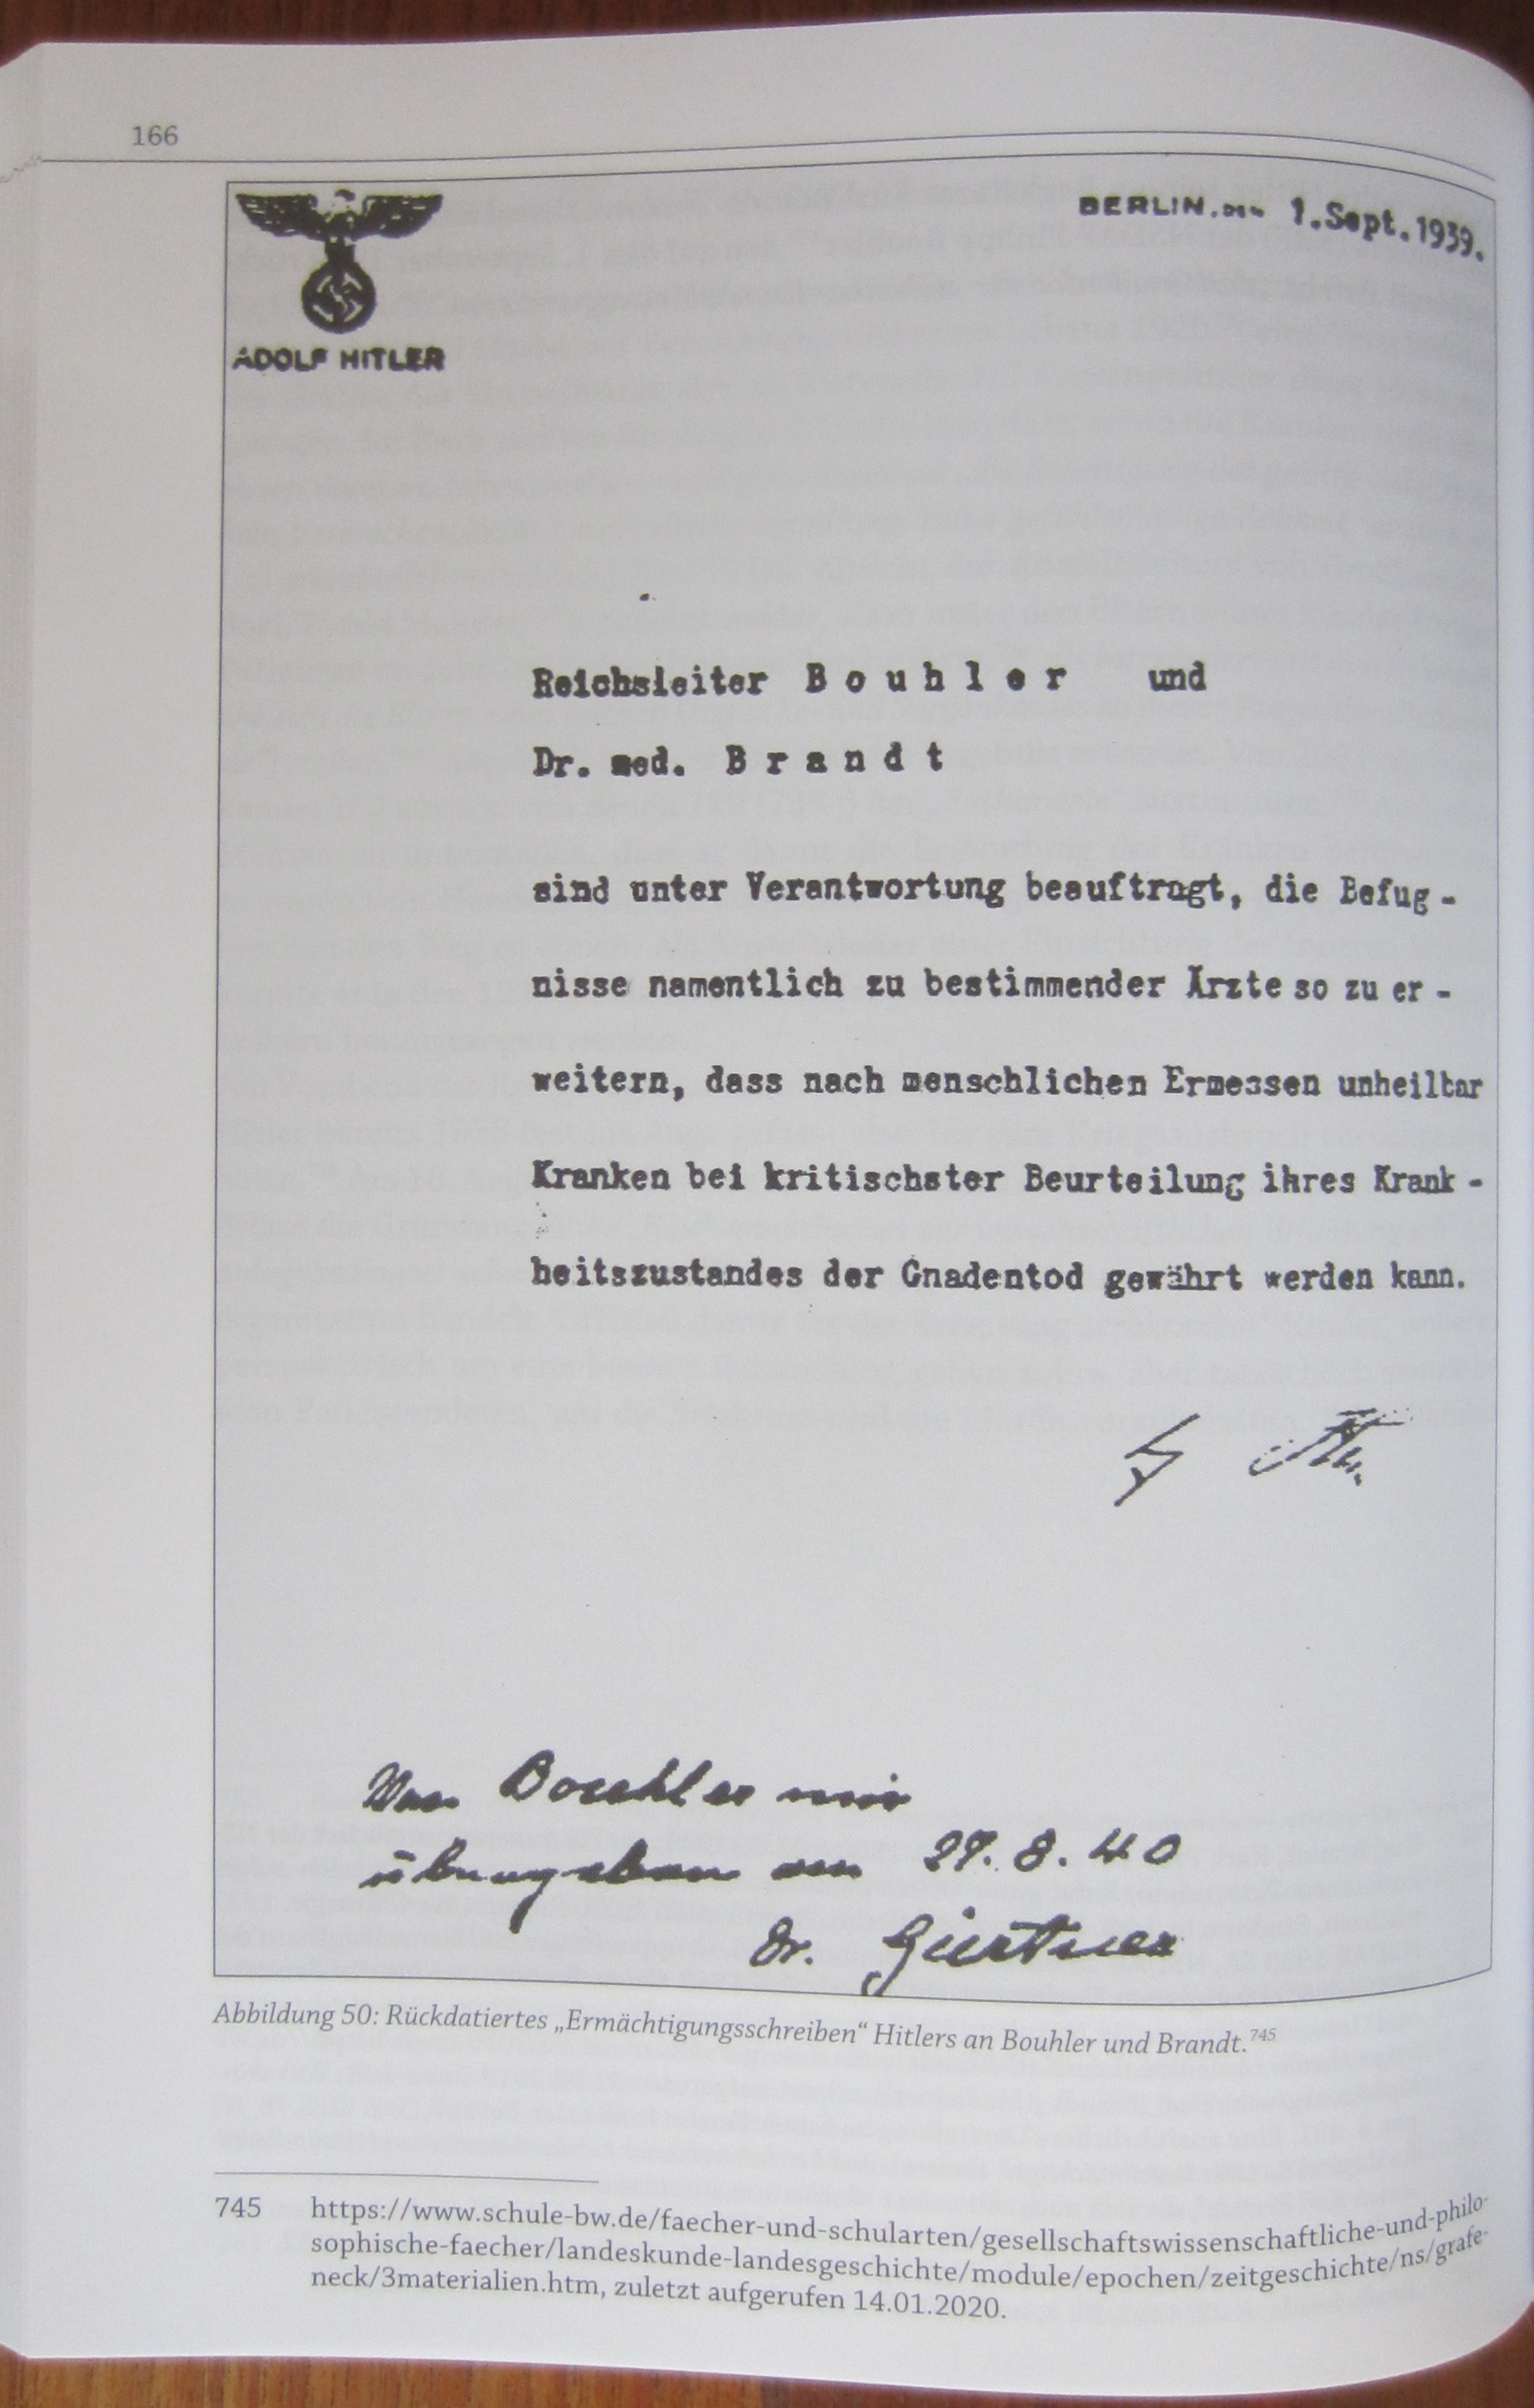 166
BERLIN, DEN 1. Sept. 1939.
ADOLF HITLER
Reichsleiter B o u h l e r und
Dr. med. B r a n d t
sind unter Verantwortung beauftragt, die Befug -
nisse namentlich zu bestimmender Ärzte so zu er -
weitern, dass nach menschlichen Ermessen unheilbar
Kranken bei kritischster Beurteilung ihres Krank -
heitszustandes der Gnadentod gewährt werden kann.
Von Bouhler mir
übergeben am 27.8.40
Dr. Gürtner
Abbildung 50: Rückdatiertes „Ermächtigungsschreiben“ Hitlers an Bouhler und Brandt.745
745 https://www.schule-bw.de/faecher-und-schularten/gesellschaftswissenschaftliche-und-philo-
sophische-faecher/landeskunde-landesgeschichte/module/epochen/zeitgeschichte/ns/grafe-
neck/3materialien.htm, zuletzt aufgerufen 14.01.2020.